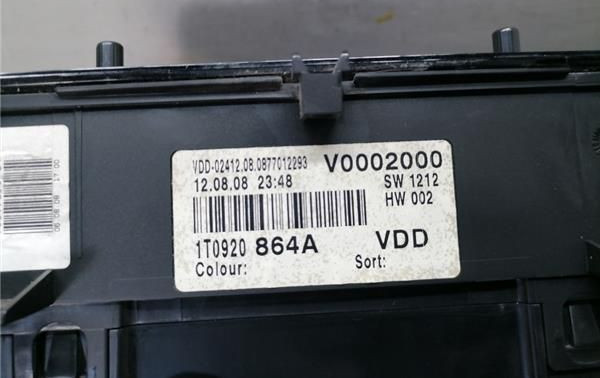 VDD-02412.08.0877012293 V0002000
12.08.08 23:48 SW 1212
HW 002
1T0920 864A VDD
Colour: Sort: